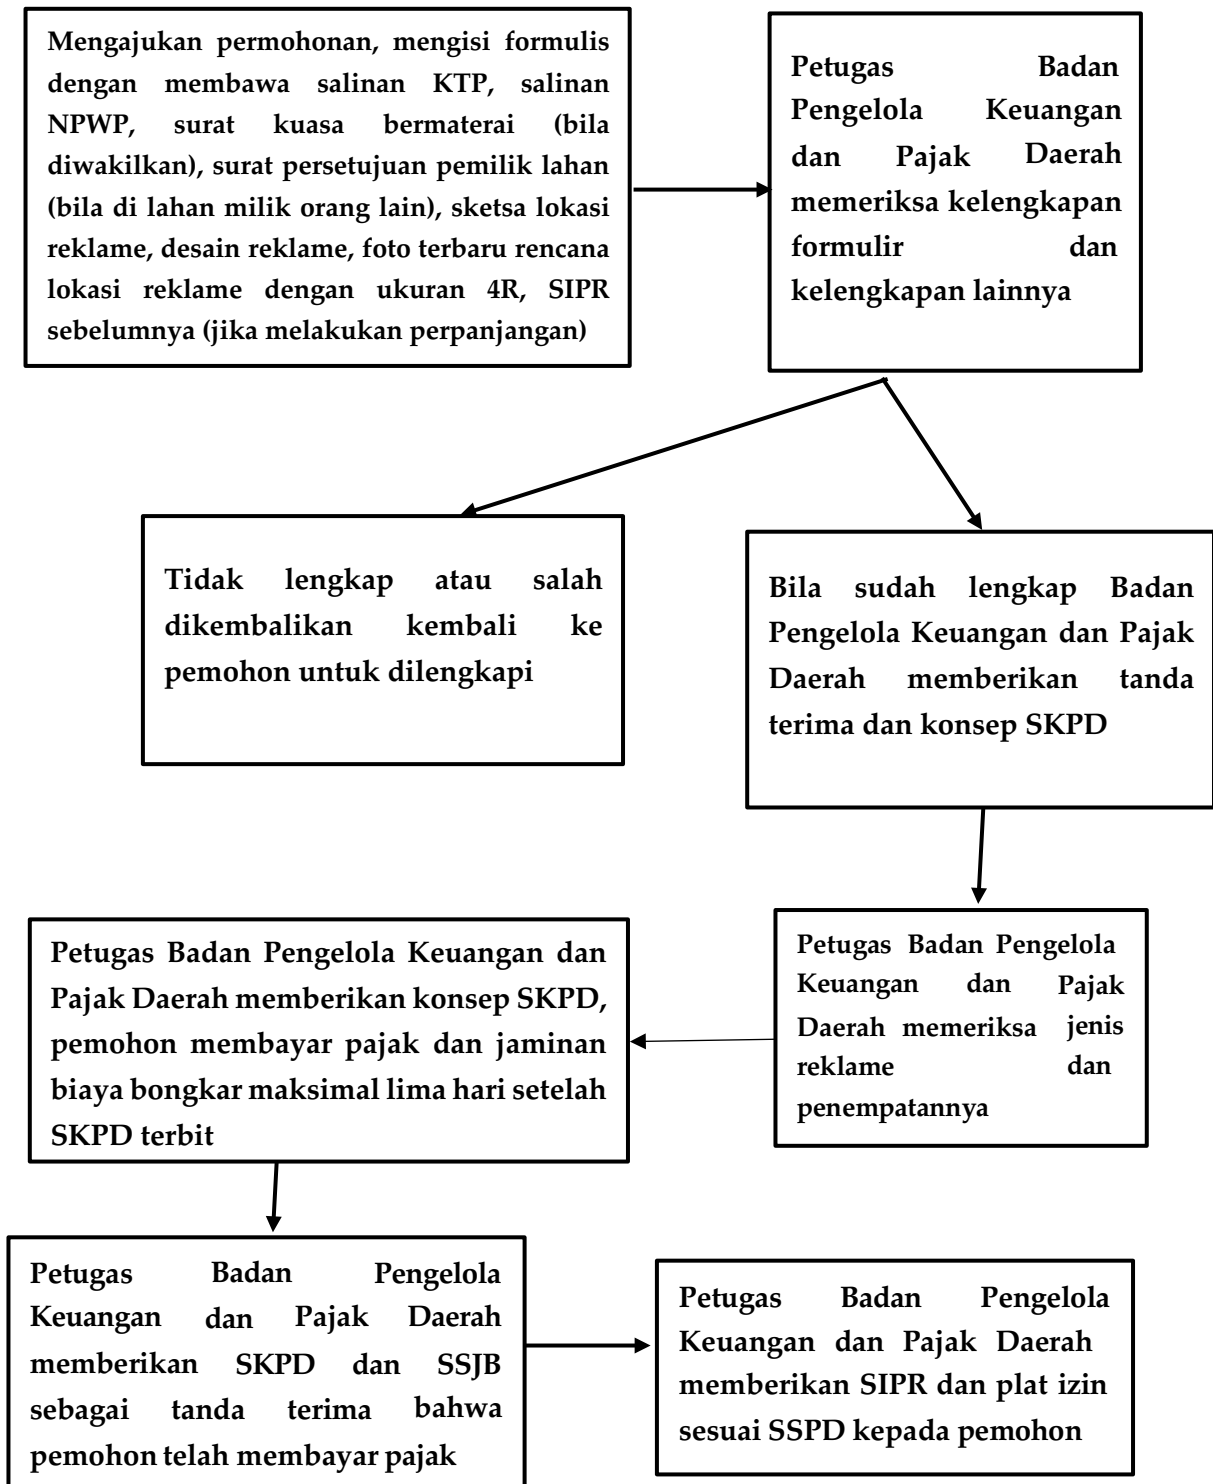 Mengajukan permohonan, mengisi formulis
dengan membawa salinan KTP, salinan
NPWP, surat kuasa bermaterai (bila
diwakilkan), surat persetujuan pemilik lahan
(bila di lahan milik orang lain), sketsa lokasi
reklame, desain reklame, foto terbaru rencana
lokasi reklame dengan ukuran 4R, SIPR
sebelumnya (jika melakukan perpanjangan)
Petugas Badan
Pengelola Keuangan
dan Pajak Daerah
memeriksa kelengkapan
formulir dan
kelengkapan lainnya
Tidak lengkap atau salah
dikembalikan kembali ke
pemohon untuk dilengkapi
Bila sudah lengkap Badan
Pengelola Keuangan dan Pajak
Daerah memberikan tanda
terima dan konsep SKPD
Petugas Badan Pengelola
Keuangan dan Pajak
Daerah memeriksa jenis
reklame dan
penempatannya
Petugas Badan Pengelola Keuangan dan
Pajak Daerah memberikan konsep SKPD,
pemohon membayar pajak dan jaminan
biaya bongkar maksimal lima hari setelah
SKPD terbit
Petugas Badan Pengelola
Keuangan dan Pajak Daerah
memberikan SKPD dan SSJB
sebagai tanda terima bahwa
pemohon telah membayar pajak
Petugas Badan Pengelola
Keuangan dan Pajak Daerah
memberikan SIPR dan plat izin
sesuai SSPD kepada pemohon